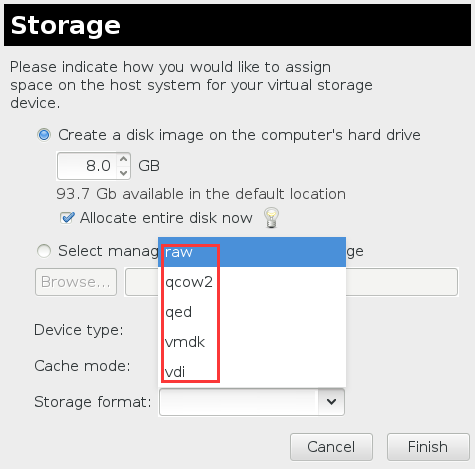 Storage
Please indicate how you would like to assign
space on the host system for your virtual storage
device.
Create a disk image on the computer's hard drive
8.0 GB
93.7 Gb available in the default location
Allocate entire disk now
Select manag
ge
Browse...
raw
qcow2
qed
vmdk
vdi
Device type:
Cache mode:
Storage format:
Cancel Finish